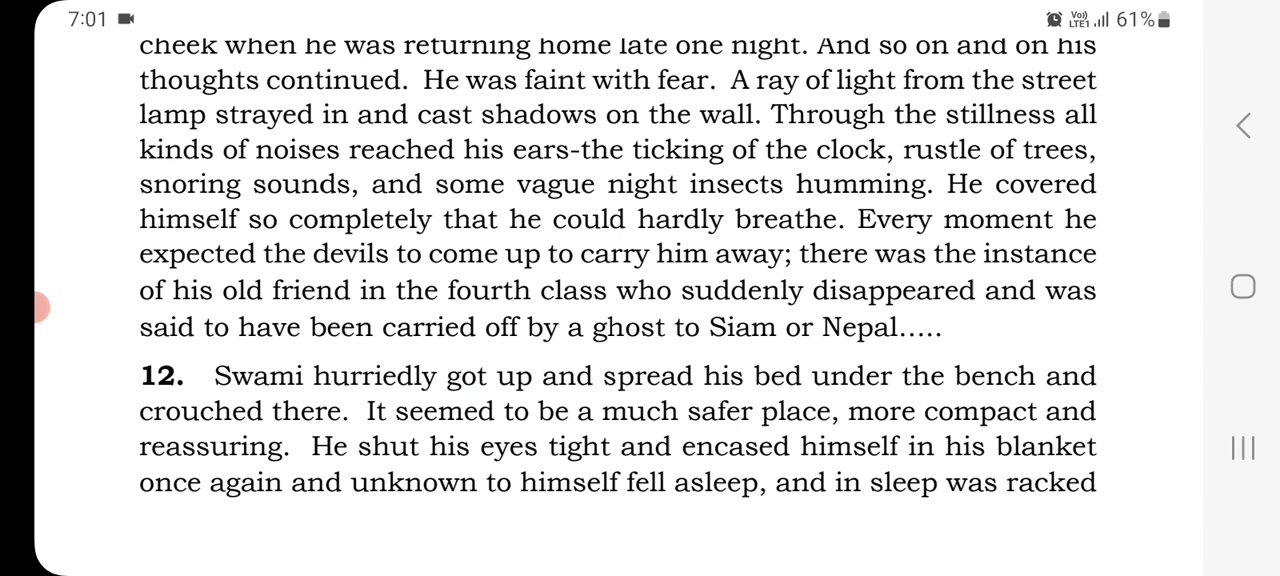 7:01
Vo) LTE1 61%
cheek when he was returning home late one night. And so on and on his
thoughts continued.  He was faint with fear.  A ray of light from the street
lamp strayed in and cast shadows on the wall. Through the stillness all
kinds of noises reached his ears-the ticking of the clock, rustle of trees,
snoring sounds, and some vague night insects humming. He covered
himself so completely that he could hardly breathe. Every moment he
expected the devils to come up to carry him away; there was the instance
of his old friend in the fourth class who suddenly disappeared and was
said to have been carried off by a ghost to Siam or Nepal.....
12. Swami hurriedly got up and spread his bed under the bench and
crouched there.  It seemed to be a much safer place, more compact and
reassuring.  He shut his eyes tight and encased himself in his blanket
once again and unknown to himself fell asleep, and in sleep was racked